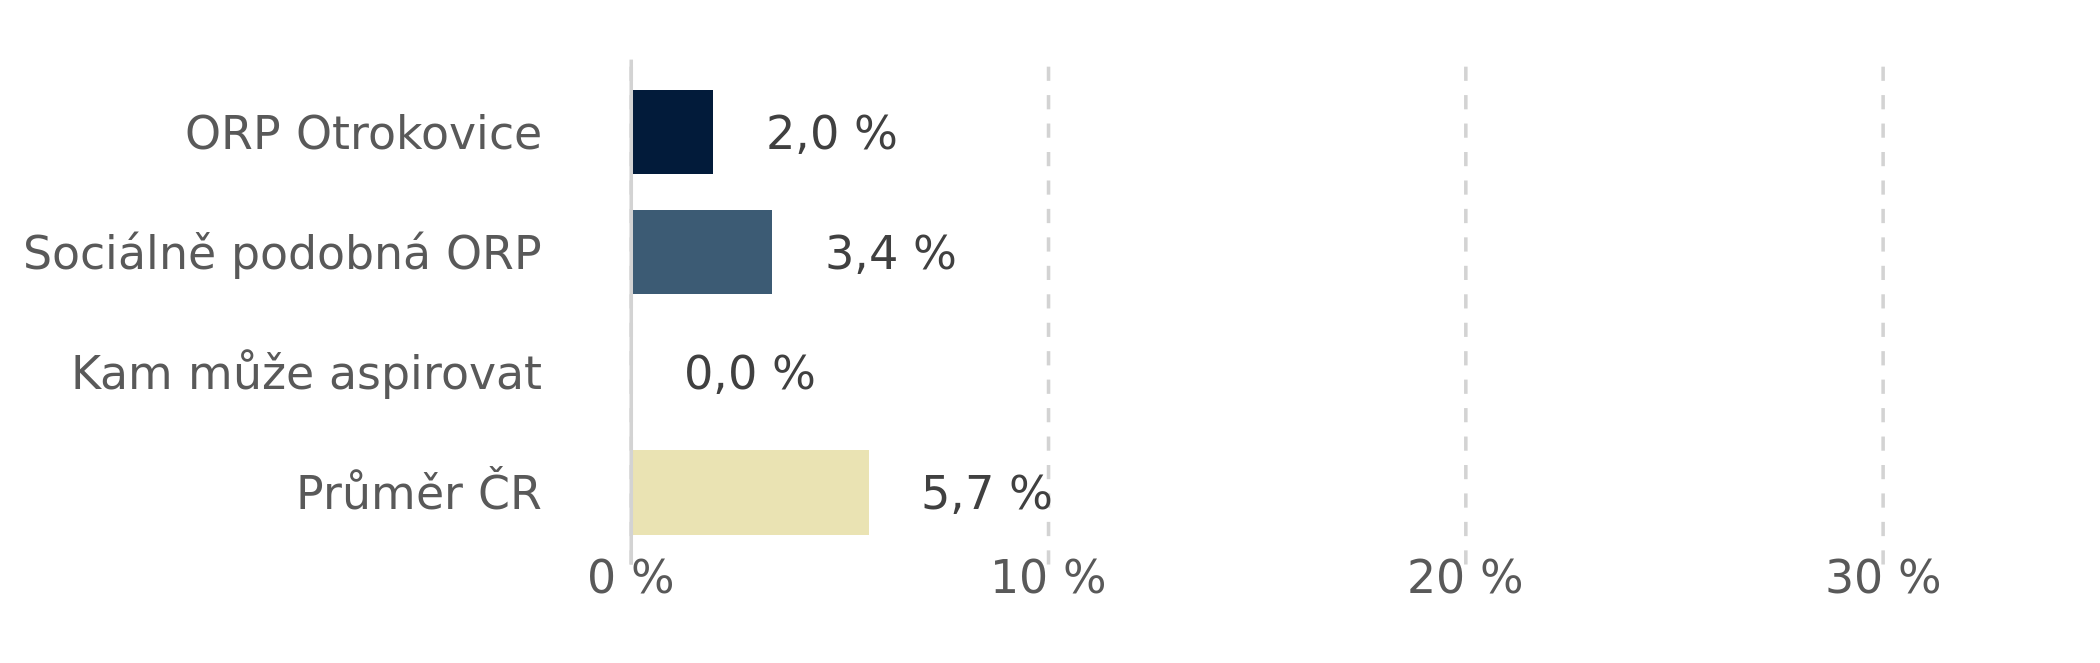 ORP Otrokovice 2,0 %
Sociálně podobná ORP 3,4 %
Kam může aspirovat 0,0 %
Průměr ČR 5,7 %
0 % 10 % 20 % 30 %